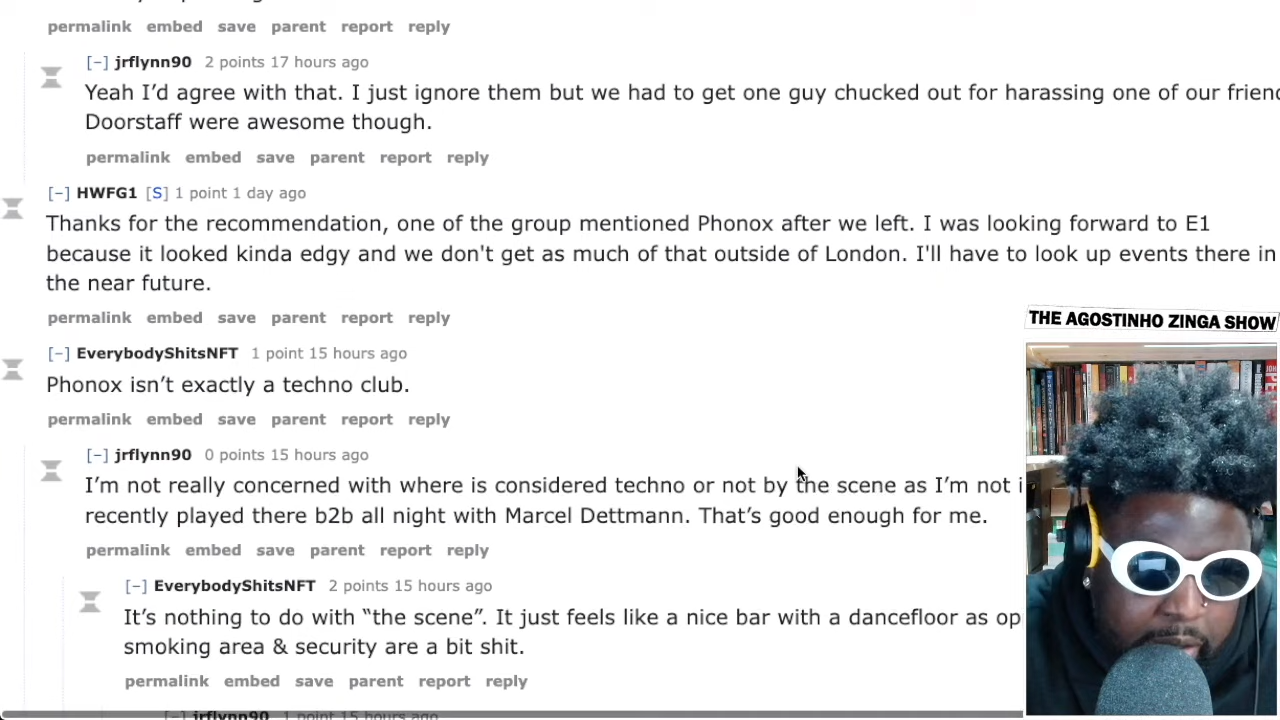 permalink embed save parent report reply
[–] jrflynn90 2 points 17 hours ago
Yeah I’d agree with that. I just ignore them but we had to get one guy chucked out for harassing one of our
Doorstaff were awesome though.
permalink embed save parent report reply
[–] HWFG1 [S] 1 point 1 day ago
Thanks for the recommendation, one of the group mentioned Phonox after we left. I was looking forward to E1
because it looked kinda edgy and we don't get as much of that outside of London. I'll have to look up events there in
the near future.
permalink embed save parent report reply
THE AGOSTINHO ZINGA SHOW
[–] EverybodyShitsNFT 1 point 15 hours ago
Phonox isn’t exactly a techno club.
permalink embed save parent report reply
[–] jrflynn90 0 points 15 hours ago
I’m not really concerned with where is considered techno or not by the scene as I’m not
recently played there b2b all night with Marcel Dettmann. That’s good enough for me.
permalink embed save parent report reply
[–] EverybodyShitsNFT 2 points 15 hours ago
It’s nothing to do with “the scene”. It just feels like a nice bar with a dancefloor as
smoking area & security are a bit shit.
permalink embed save parent report reply
[–] jrflynn90 1 point 15 hours ago